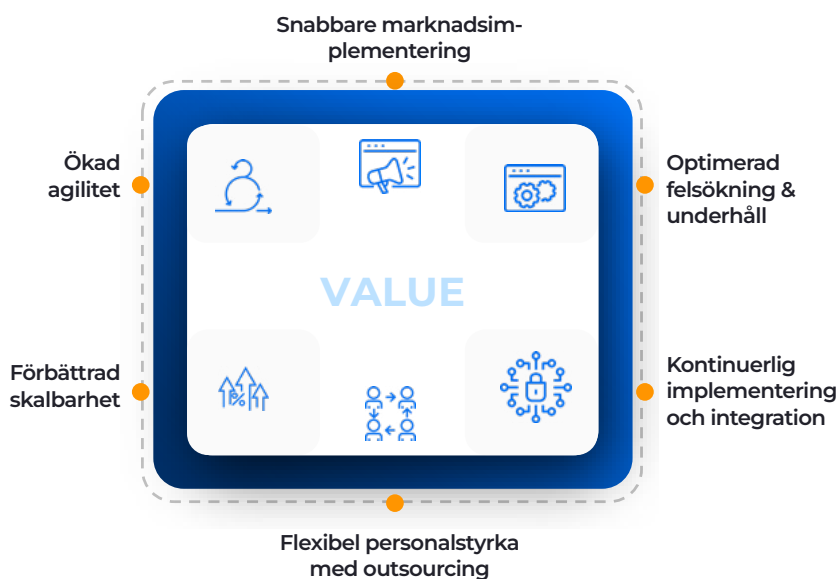 Snabbare marknadsim-
plementering
Ökad
agilitet
Optimerad
felsökning &
underhåll
VALUE
Förbättrad
skalbarhet
Kontinuerlig
implementering
och integration
Flexibel personalstyrka
med outsourcing